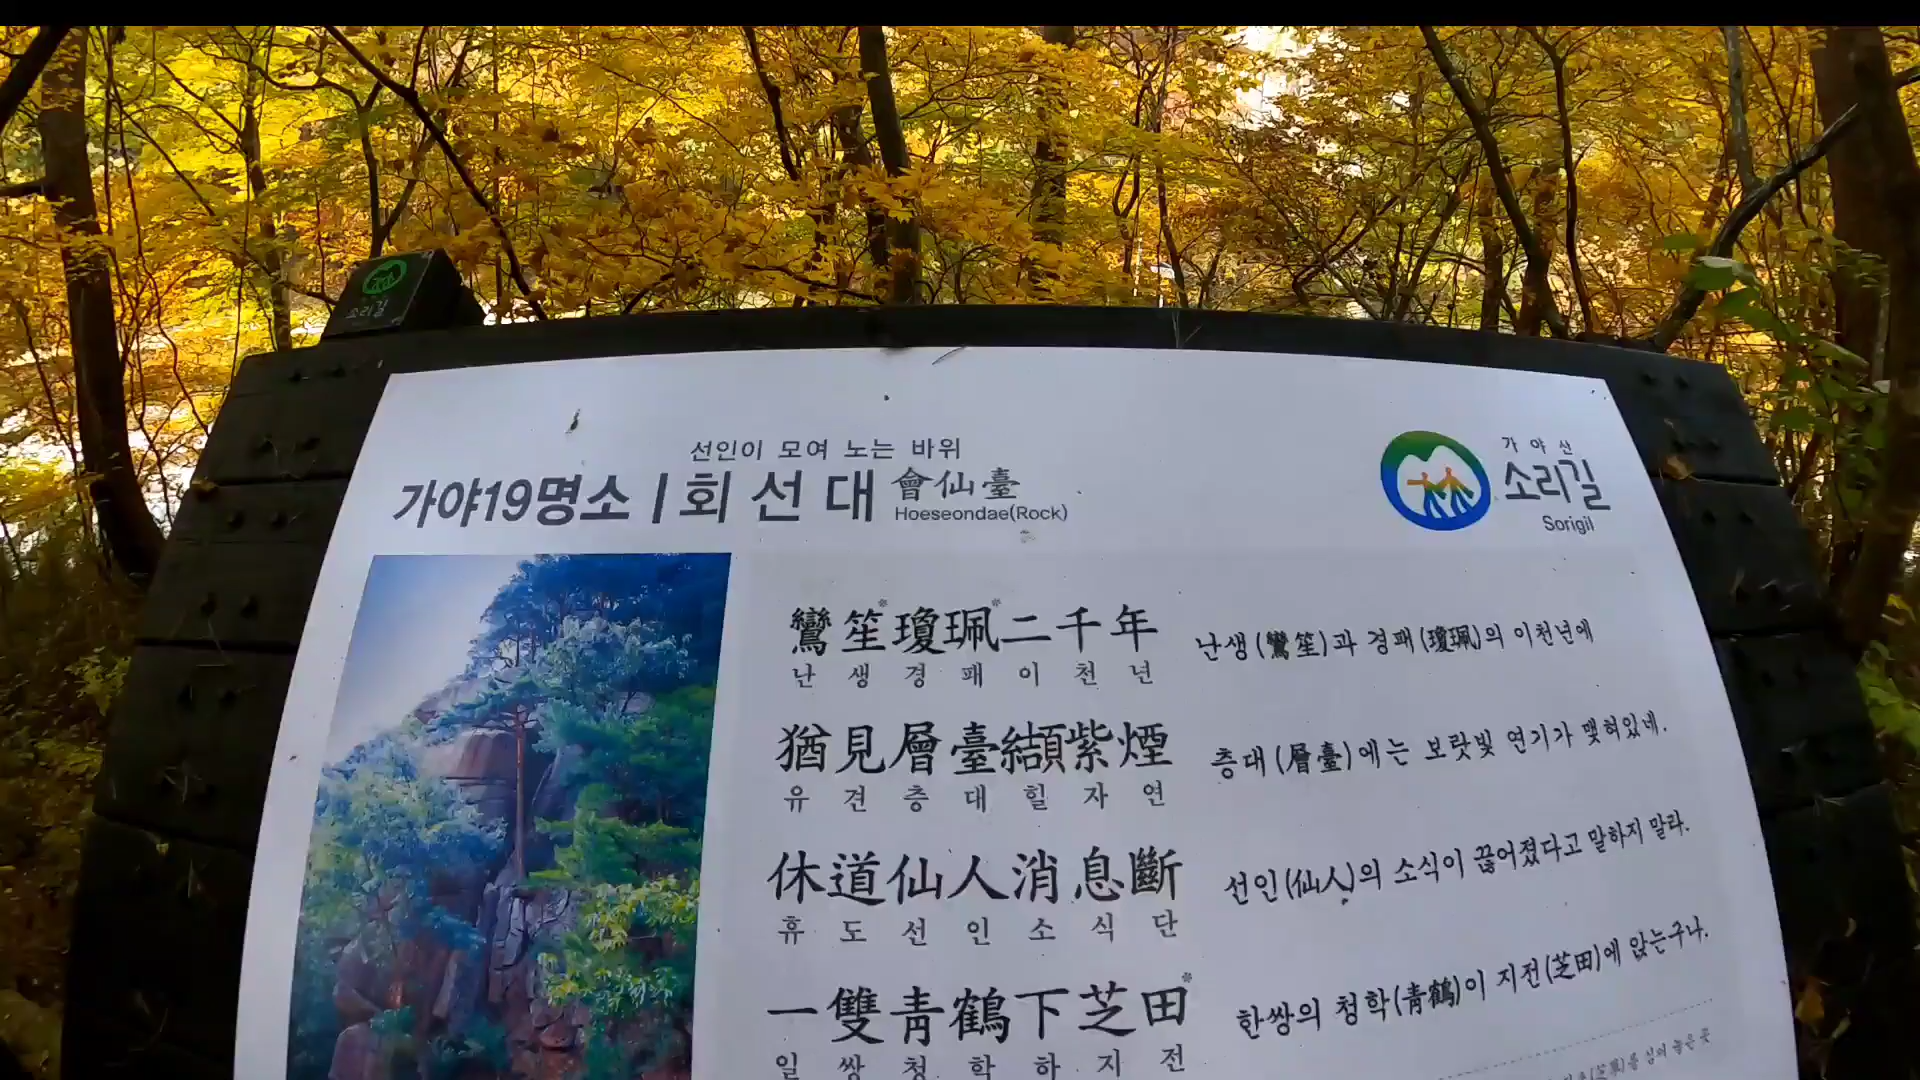 소리길
선인이 모여 노는 바위
가야19명소 | 회선대 會仙臺
Hoeseondae(Rock)
가야산
소리길
Sorigil
鸞笙*瓊珮*二千年
난생경패이천년
난생(鸞笙)과 경패(瓊珮)의 이천년에
猶見層臺纈紫煙
유견층대힐자연
층대(層臺)에는 보랏빛 연기가 맺혀있네.
休道仙人消息斷
휴도선인소식단
선인(仙人)의 소식이 끊어졌다고 말하지 말라.
一雙靑鶴下芝田*
일쌍청학하지전
한쌍의 청학(靑鶴)이 지전(芝田)에 앉는구나.
심어 놓은 곳